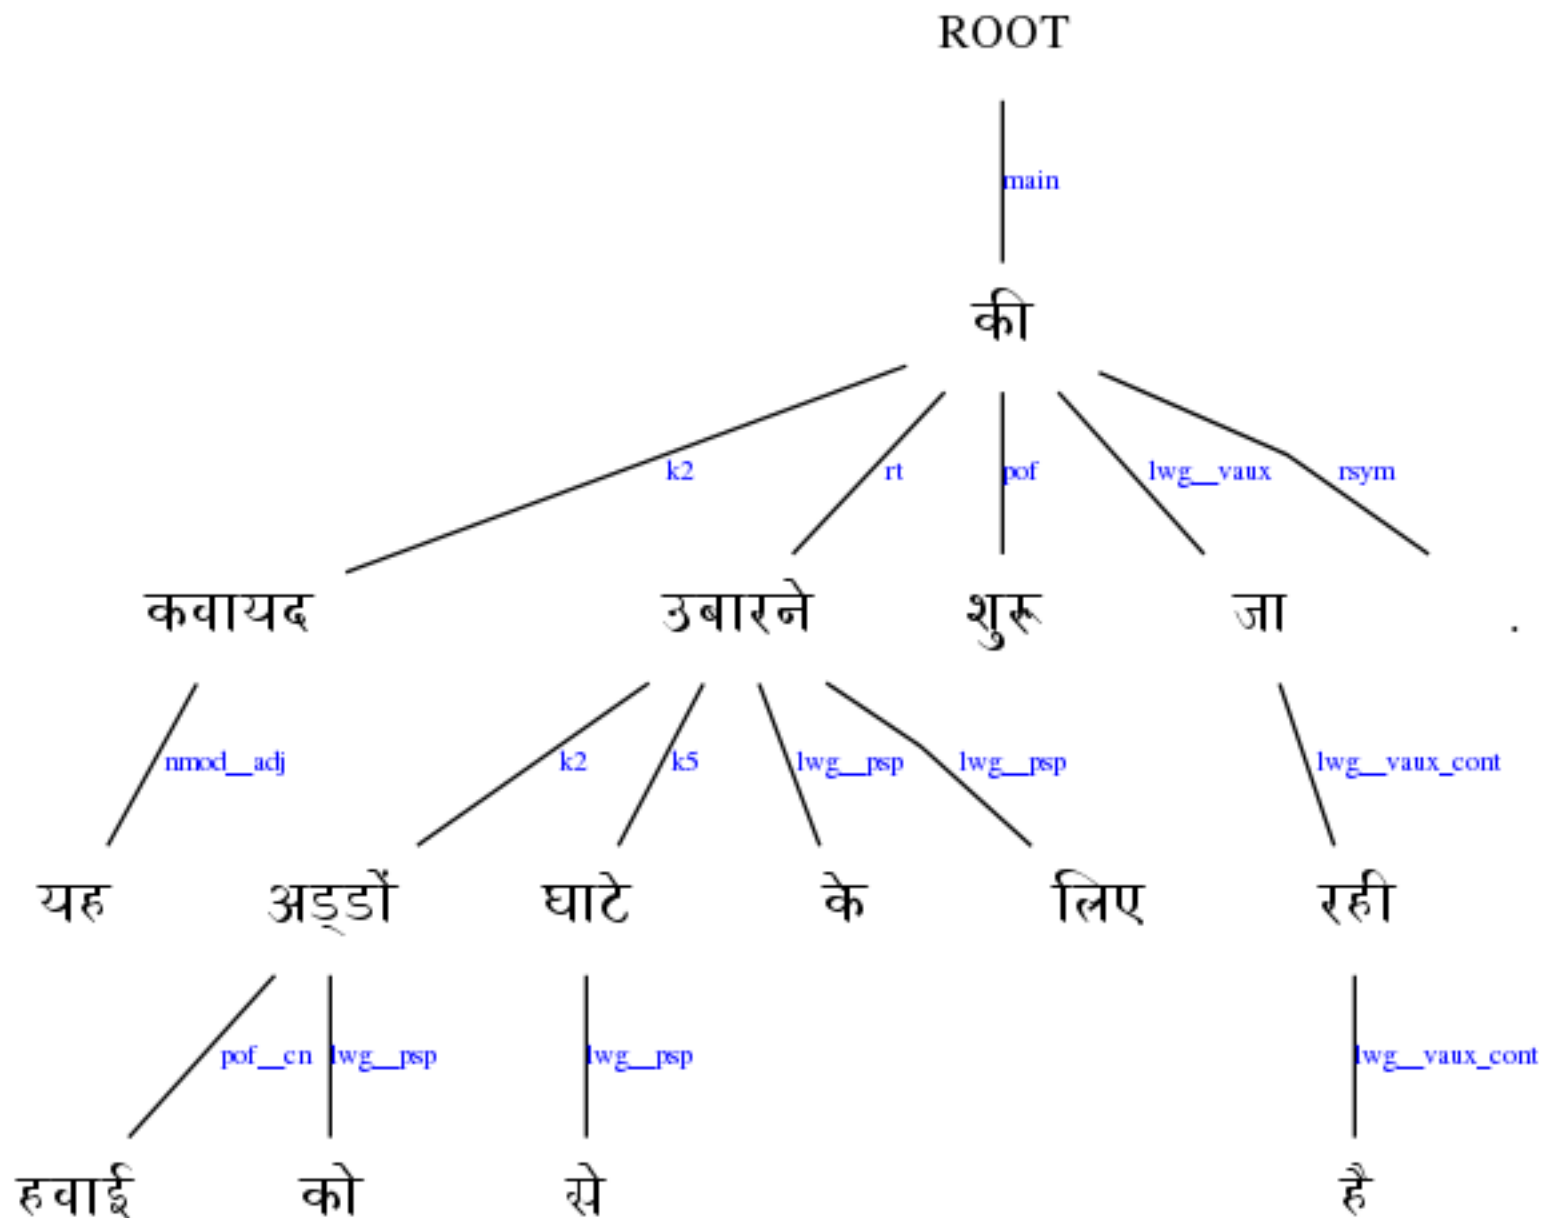 ROOT
main
की
k2 rt pof lwg__vaux rsym
कवायद उबारने शुरू जा .
nmod__adj k2 k5 lwg__psp lwg__psp lwg__vaux_cont
यह अड्डों घाटे के लिए रही
pof__cn lwg__psp lwg__psp lwg__vaux_cont
हवाई को से है